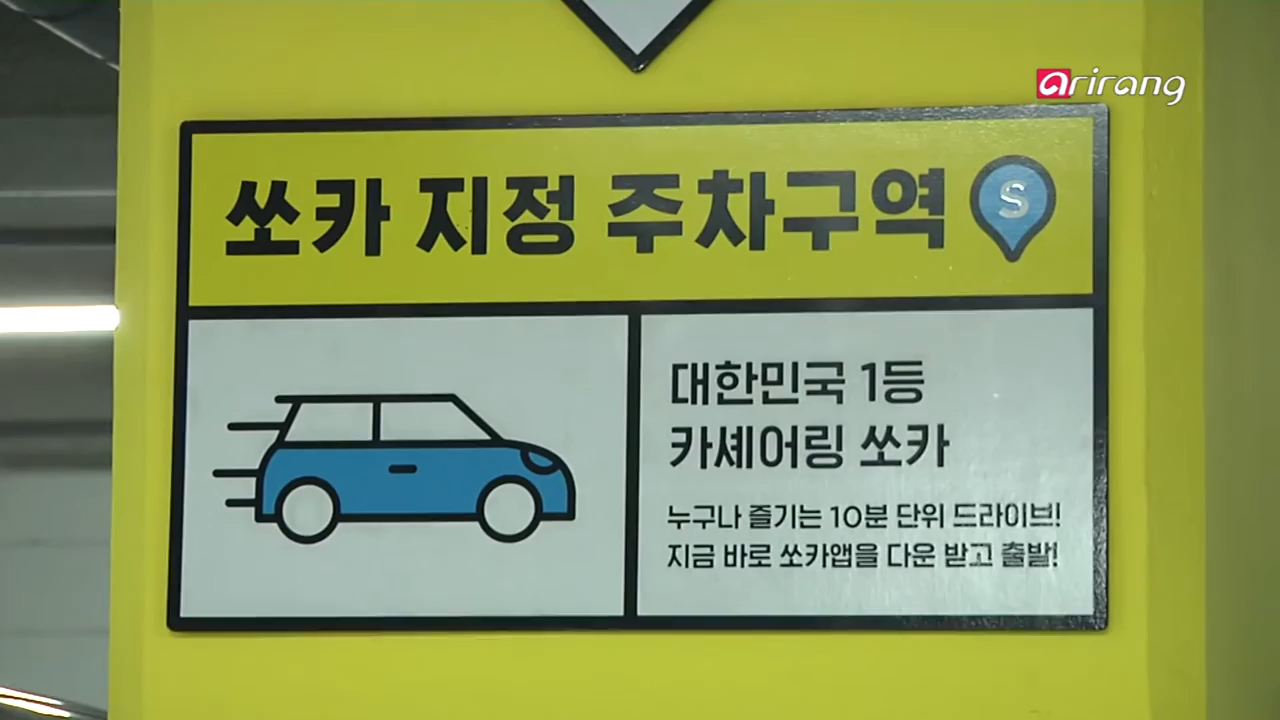 arirang
쏘카 지정 주차구역 S
대한민국 1등
카셰어링 쏘카
누구나 즐기는 10분 단위 드라이브!
지금 바로 쏘카앱을 다운 받고 출발!